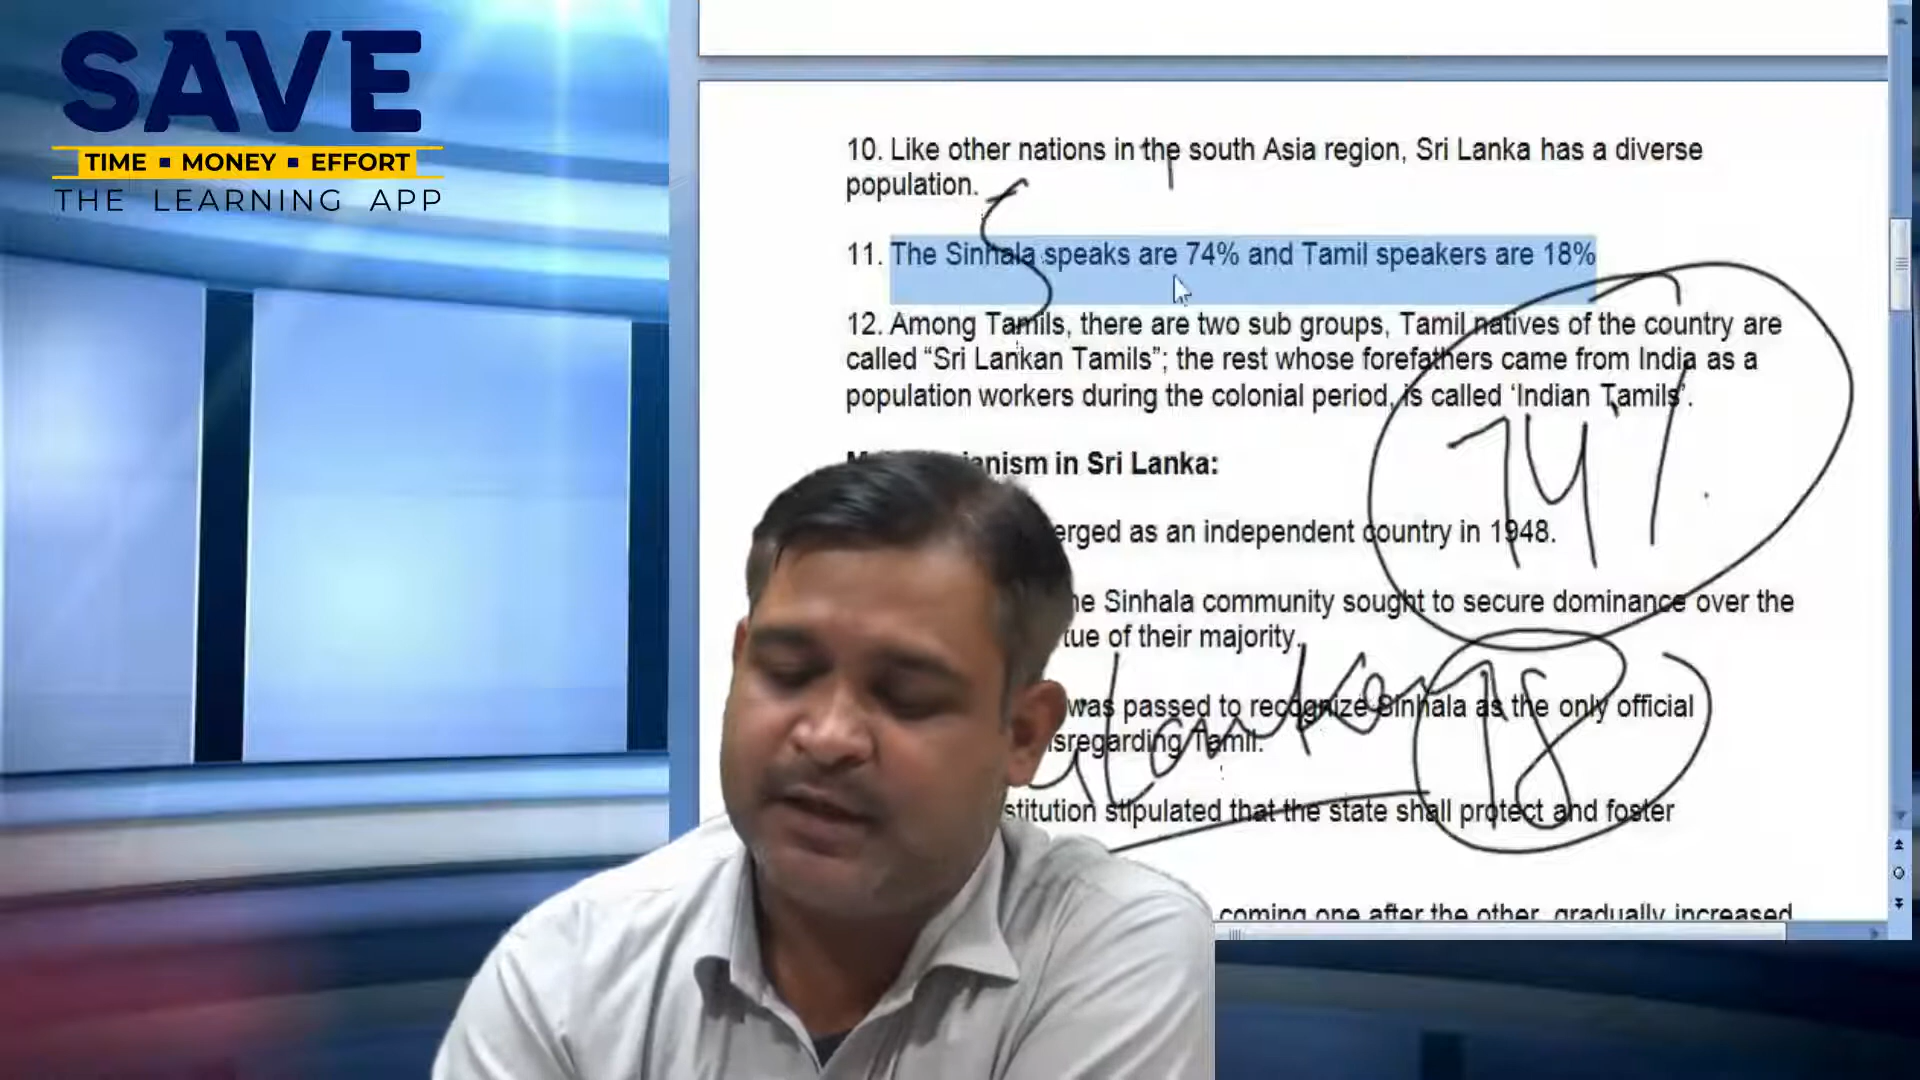 SAVE
TIME ▪ MONEY ▪ EFFORT
THE LEARNING APP
10. Like other nations in the south Asia region, Sri Lanka has a diverse
population.
11. The Sinhala speaks are 74% and Tamil speakers are 18%
12. Among Tamils, there are two sub groups, Tamil natives of the country are
called “Sri Lankan Tamils”; the rest whose forefathers came from India as a
population workers during the colonial period, is called ‘Indian Tamils’.
in Sri Lanka:
as an independent country in 1948.
Sinhala community sought to secure dominance over the
of their majority.
was passed to recognize Sinhala as the only official
Tamil.
stipulated that the state shall protect and foster
coming one after the other, gradually increased
S
74%
18